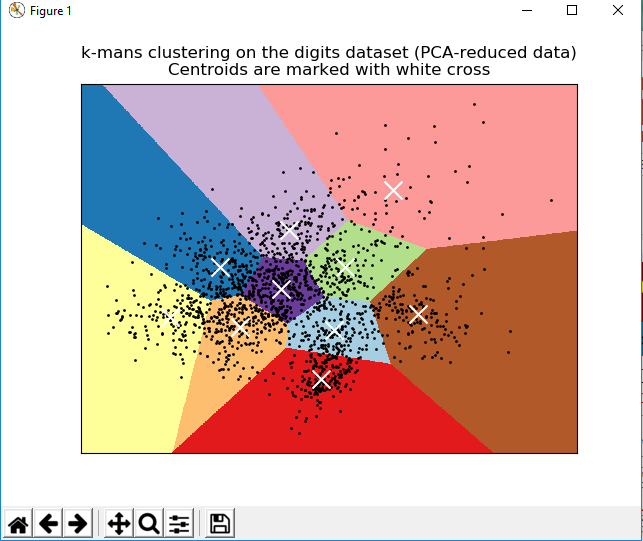 Figure 1
k-mans clustering on the digits dataset (PCA-reduced data)
Centroids are marked with white cross